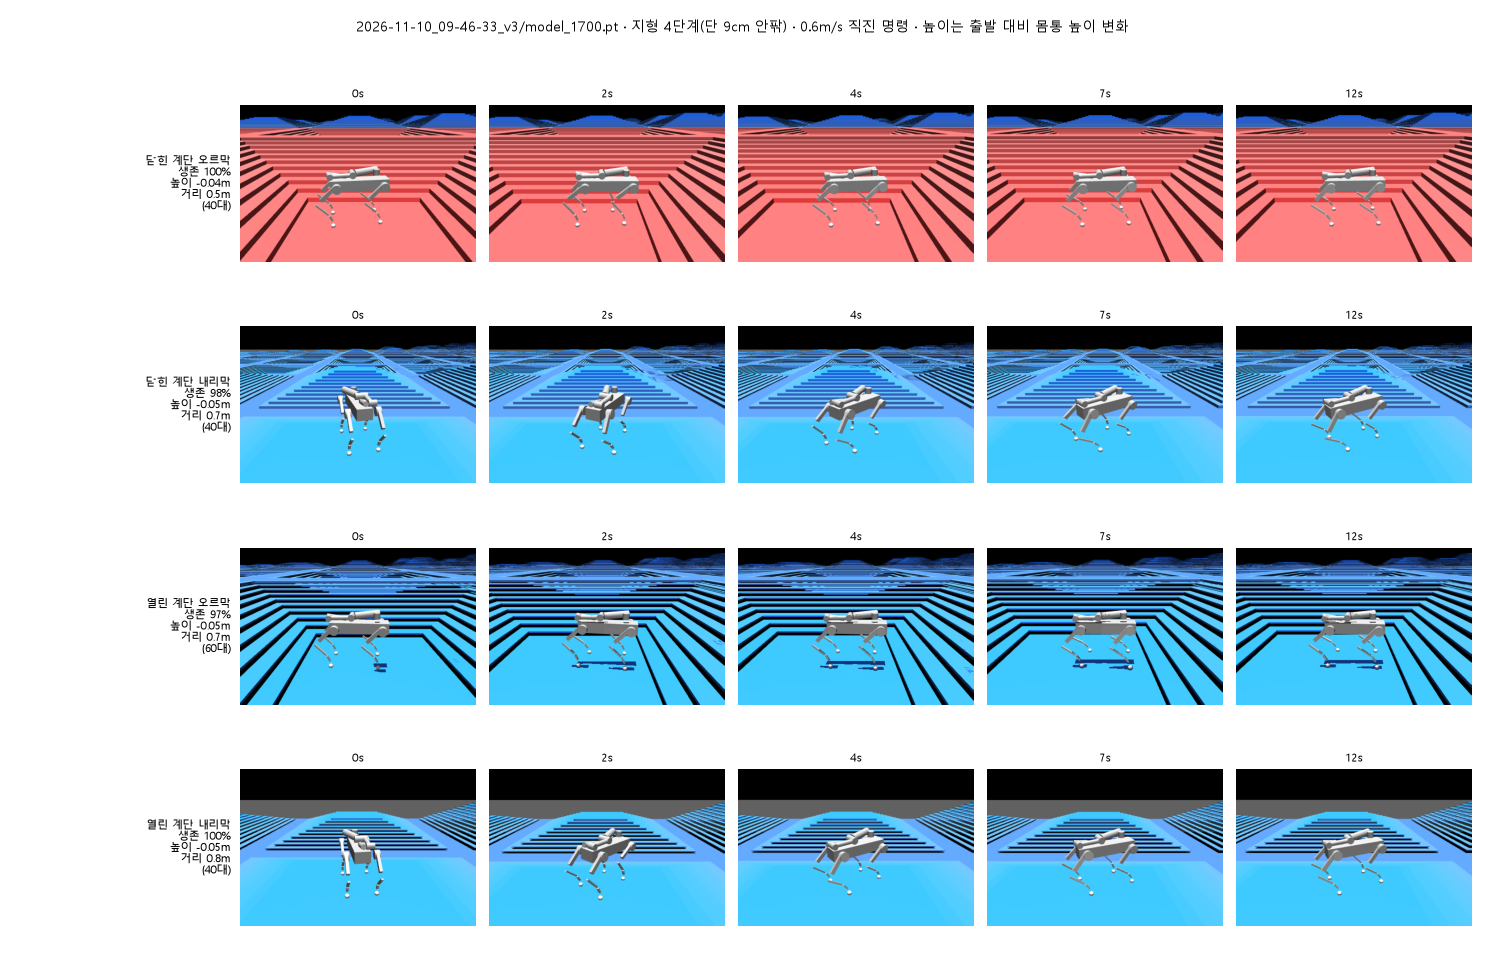 2026-11-10_09-46-33_v3/model_1700.pt · 지형 4단계(단 9cm 안팎) · 0.6m/s 직진 명령 · 높이는 출발 대비 몸통 높이 변화
0s 2s 4s 7s 12s
닫힌 계단 오르막
생존 100%
높이 -0.04m
거리 0.5m
(40대)
0s 2s 4s 7s 12s
닫힌 계단 내리막
생존 98%
높이 -0.05m
거리 0.7m
(40대)
0s 2s 4s 7s 12s
열린 계단 오르막
생존 97%
높이 -0.05m
거리 0.7m
(60대)
0s 2s 4s 7s 12s
열린 계단 내리막
생존 100%
높이 -0.05m
거리 0.8m
(40대)